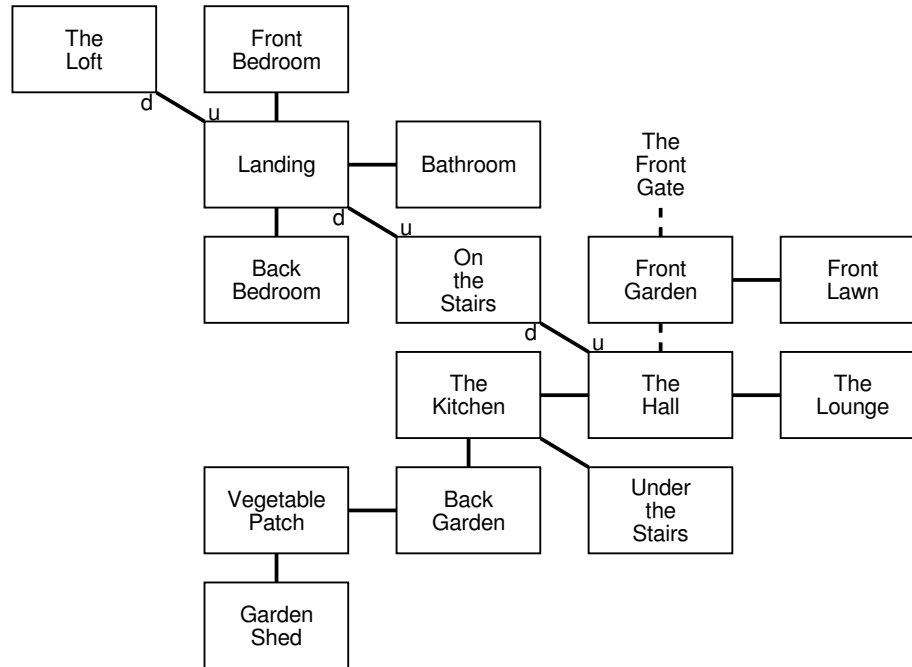 The
Loft
Front
Bedroom
d
u
Landing
Bathroom
The
Front
Gate
d
u
Back
Bedroom
On
the
Stairs
Front
Garden
Front
Lawn
d
u
The
Kitchen
The
Hall
The
Lounge
Vegetable
Patch
Back
Garden
Under
the
Stairs
Garden
Shed